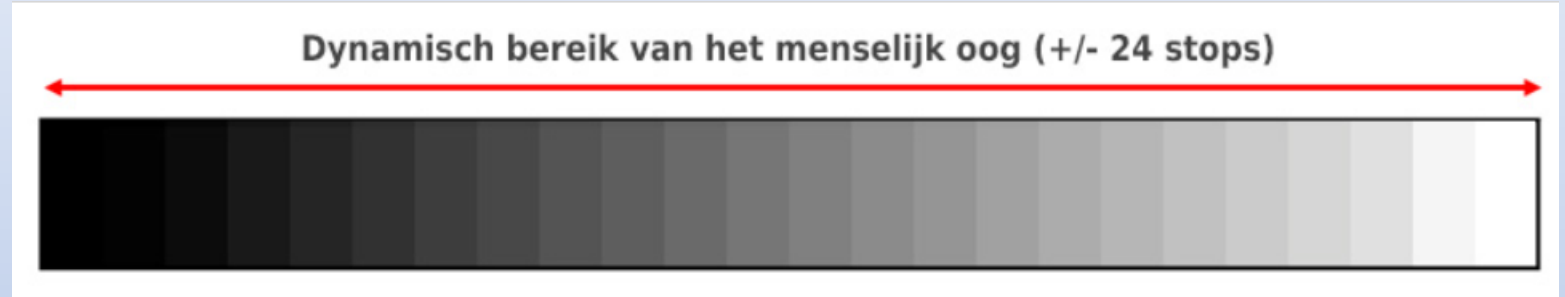 Dynamisch bereik van het menselijk oog (+/- 24 stops)